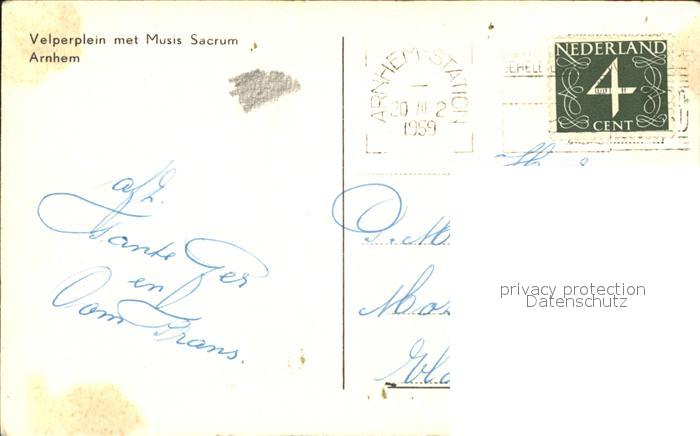 Velperplein met Musis Sacrum
Arnhem
ARNHEM-STATION
20 III 2
1959
NEDERLAND
4
CENT
afz.
Tante Ger
en
Oom Frans.
privacy protection
Datenschutz